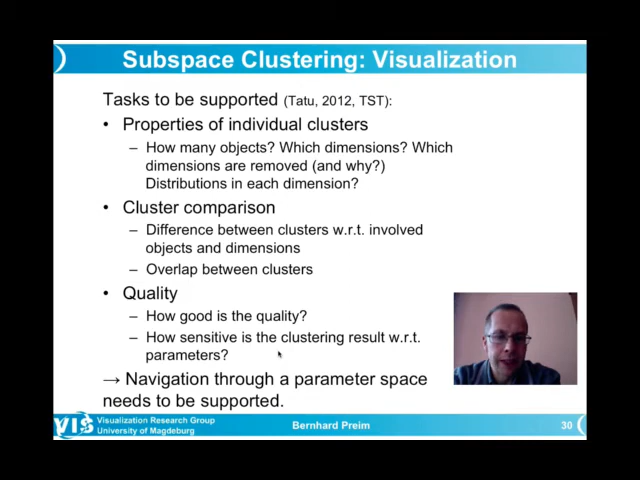 Subspace Clustering: Visualization
Tasks to be supported (Tatu, 2012, TST):
• Properties of individual clusters
– How many objects? Which dimensions? Which
dimensions are removed (and why?)
Distributions in each dimension?
• Cluster comparison
– Difference between clusters w.r.t. involved
objects and dimensions
– Overlap between clusters
• Quality
– How good is the quality?
– How sensitive is the clustering result w.r.t.
parameters?
→ Navigation through a parameter space
needs to be supported.
VIS
Visualization Research Group
University of Magdeburg
Bernhard Preim
30